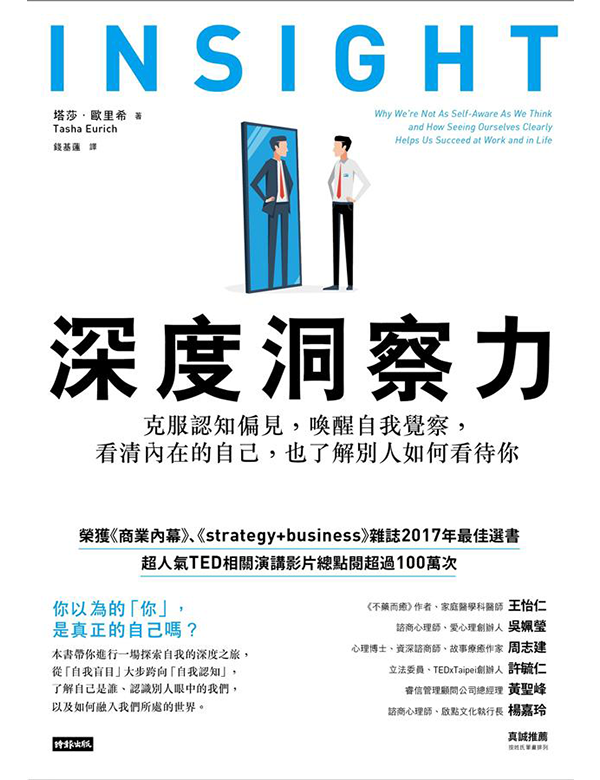 INSIGHT
塔莎．歐里希 著
Tasha Eurich
錢基蓮 譯
Why We're Not As Self-Aware As We Think
and How Seeing Ourselves Clearly
Helps Us Succeed at Work and in Life
深度洞察力
克服認知偏見，喚醒自我覺察，
看清內在的自己，也了解別人如何看待你
榮獲《商業內幕》、《strategy+business》雜誌2017年最佳選書
超人氣TED相關演講影片總點閱超過100萬次
你以為的「你」，
是真正的自己嗎？
本書帶你進行一場探索自我的深度之旅，
從「自我盲目」大步跨向「自我認知」，
了解自己是誰、認識別人眼中的我們，
以及如何融入我們所處的世界。
時報出版
《不藥而癒》作者、家庭醫學科醫師 王怡仁
諮商心理師、愛心理創辦人 吳姵瑩
心理博士、資深諮商師、故事療癒作家 周志建
立法委員、TEDxTaipei創辦人 許毓仁
睿信管理顧問公司總經理 黃聖峰
諮商心理師、啟點文化執行長 楊嘉玲
真誠推薦
按姓氏筆畫排列